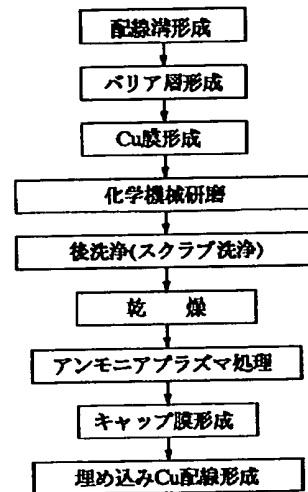 配線溝形成
バリア層形成
Cu膜形成
化学機械研磨
後洗浄(スクラブ洗浄)
乾　　燥
アンモニアプラズマ処理
キャップ膜形成
埋め込みCu配線形成